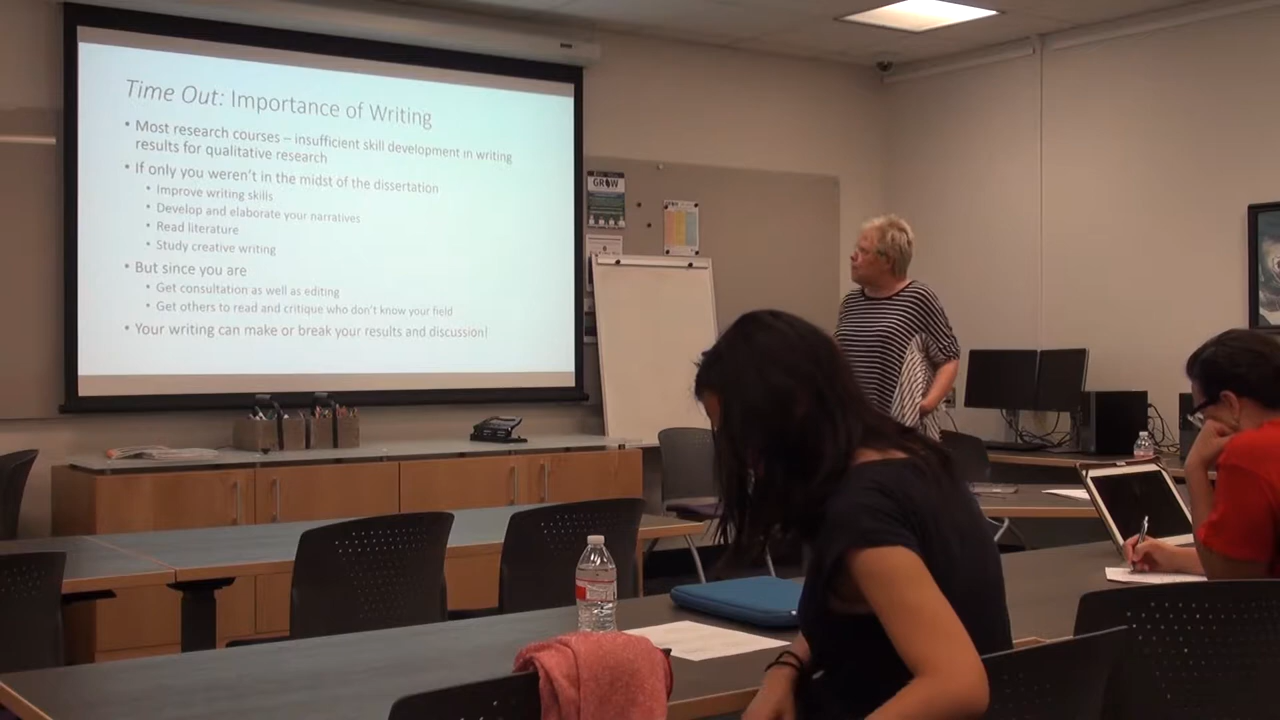 Time Out: Importance of Writing
• Most research courses – insufficient skill development in writing
results for qualitative research
• If only you weren't in the midst of the dissertation
• Improve writing skills
• Develop and elaborate your narratives
• Read literature
• Study creative writing
• But since you are
• Get consultation as well as editing
• Get others to read and critique who don't know your field
• Your writing can make or break your results and discussion!
GROW